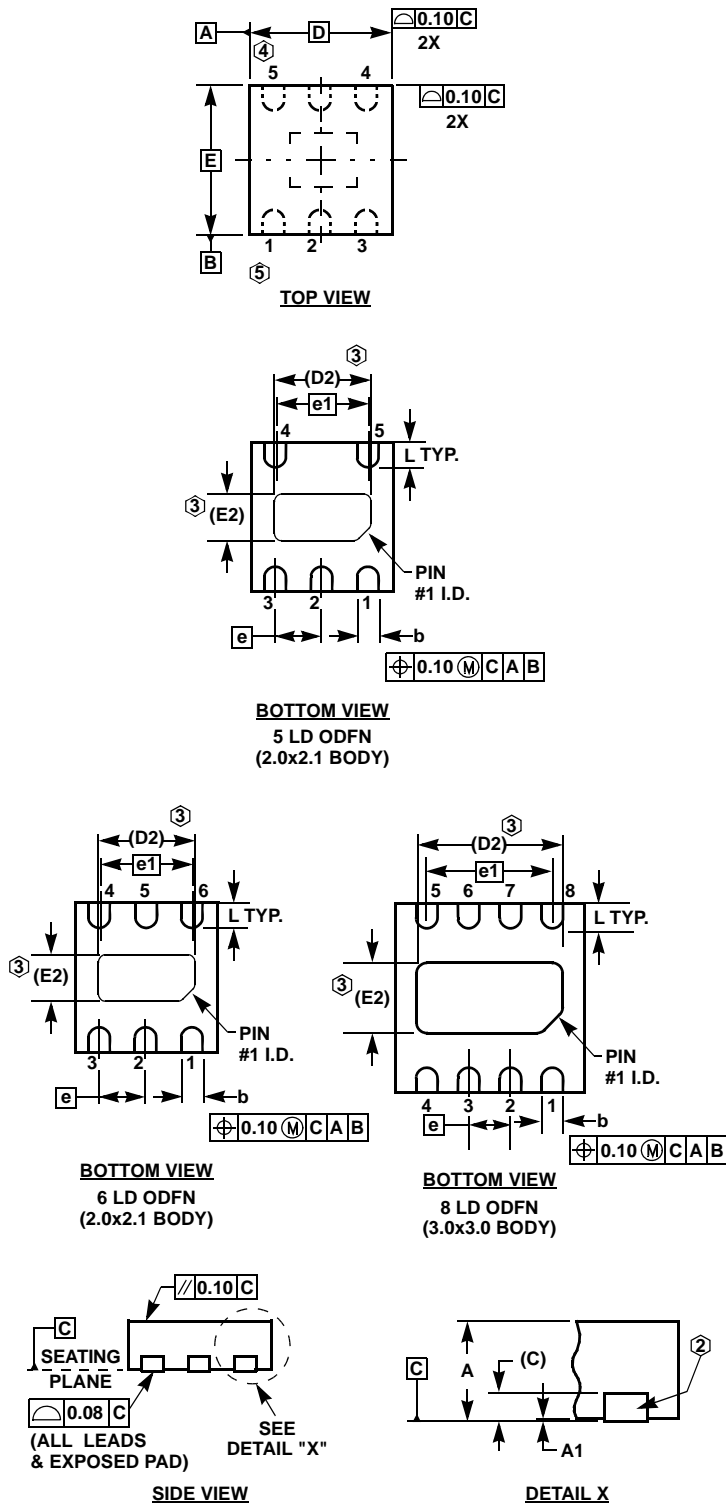 A D ⌓ 0.10 C
2X
4
5 4
⌓ 0.10 C
2X
E
1 2 3
B
5
TOP VIEW
3
(D2)
e1
4 5
L TYP.
3 (E2)
PIN
#1 I.D.
3 2 1
e b
⌖ 0.10 Ⓜ C A B
BOTTOM VIEW
5 LD ODFN
(2.0x2.1 BODY)
3
(D2)
e1
4 5 6
L TYP.
3 (E2)
PIN
#1 I.D.
3 2 1
e b
⌖ 0.10 Ⓜ C A B
BOTTOM VIEW
6 LD ODFN
(2.0x2.1 BODY)
3
(D2)
e1
5 6 7 8
L TYP.
3 (E2)
PIN
#1 I.D.
4 3 2 1
e b
⌖ 0.10 Ⓜ C A B
BOTTOM VIEW
8 LD ODFN
(3.0x3.0 BODY)
// 0.10 C
C
SEATING
PLANE
⌓ 0.08 C
(ALL LEADS
& EXPOSED PAD)
SEE
DETAIL "X"
SIDE VIEW
A (C) 2
C
A1
DETAIL X